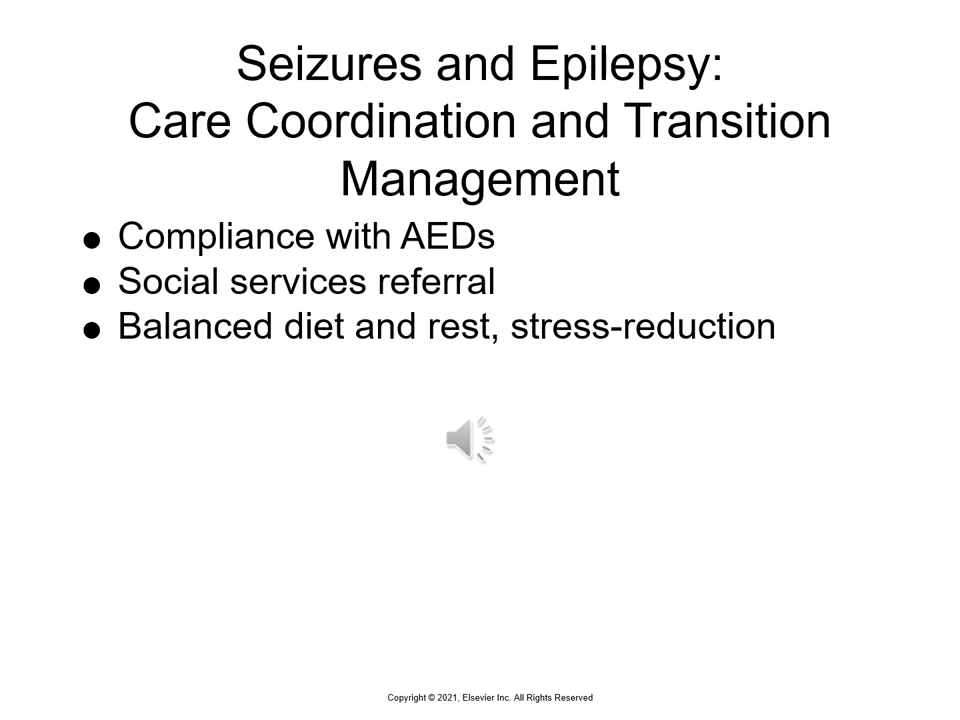 Seizures and Epilepsy:
Care Coordination and Transition
Management
● Compliance with AEDs
● Social services referral
● Balanced diet and rest, stress-reduction
Copyright © 2021, Elsevier Inc. All Rights Reserved